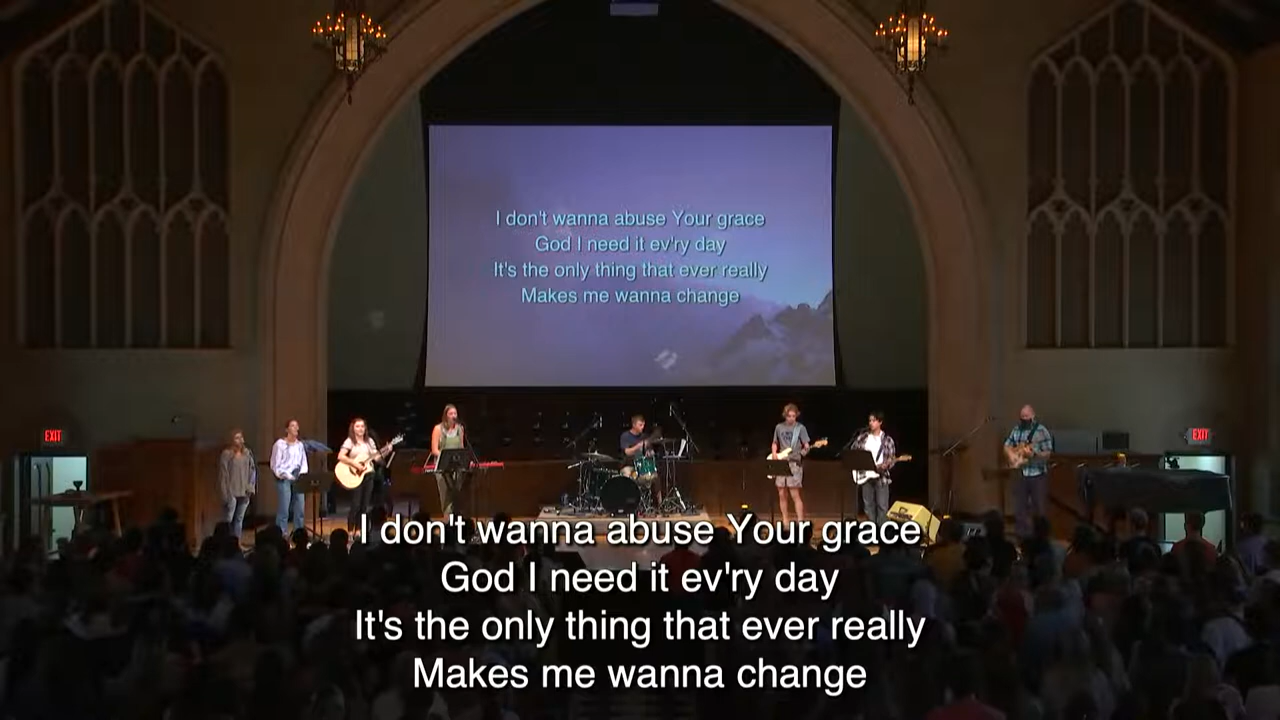 I don't wanna abuse Your grace
God I need it ev'ry day
It's the only thing that ever really
Makes me wanna change
EXIT
EXIT
I don't wanna abuse Your grace
God I need it ev'ry day
It's the only thing that ever really
Makes me wanna change